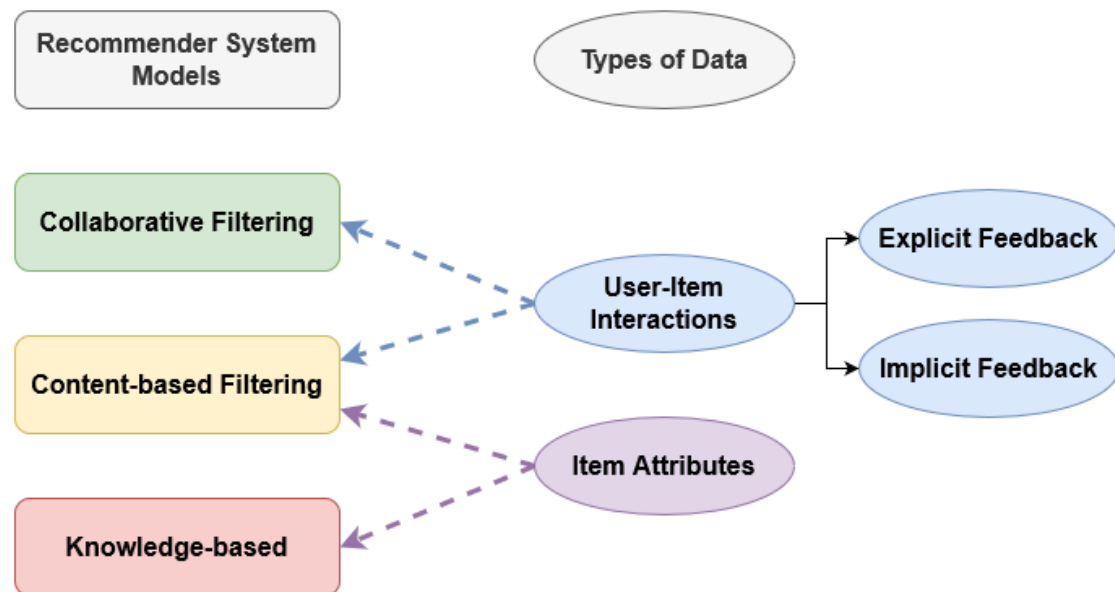 Recommender System
Models
Types of Data
Collaborative Filtering
Explicit Feedback
User-Item
Interactions
Implicit Feedback
Content-based Filtering
Item Attributes
Knowledge-based